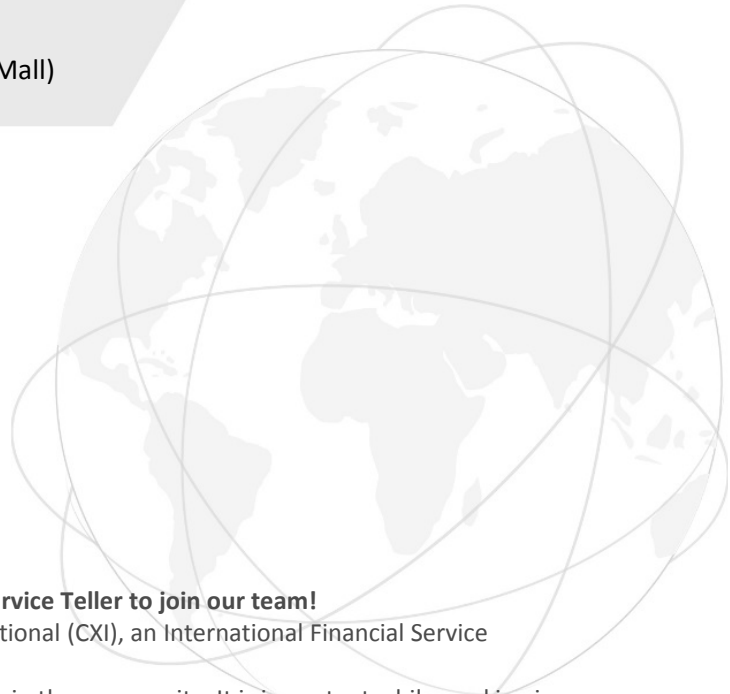 Mall)
rvice Teller to join our team!
tional (CXI), an International Financial Service